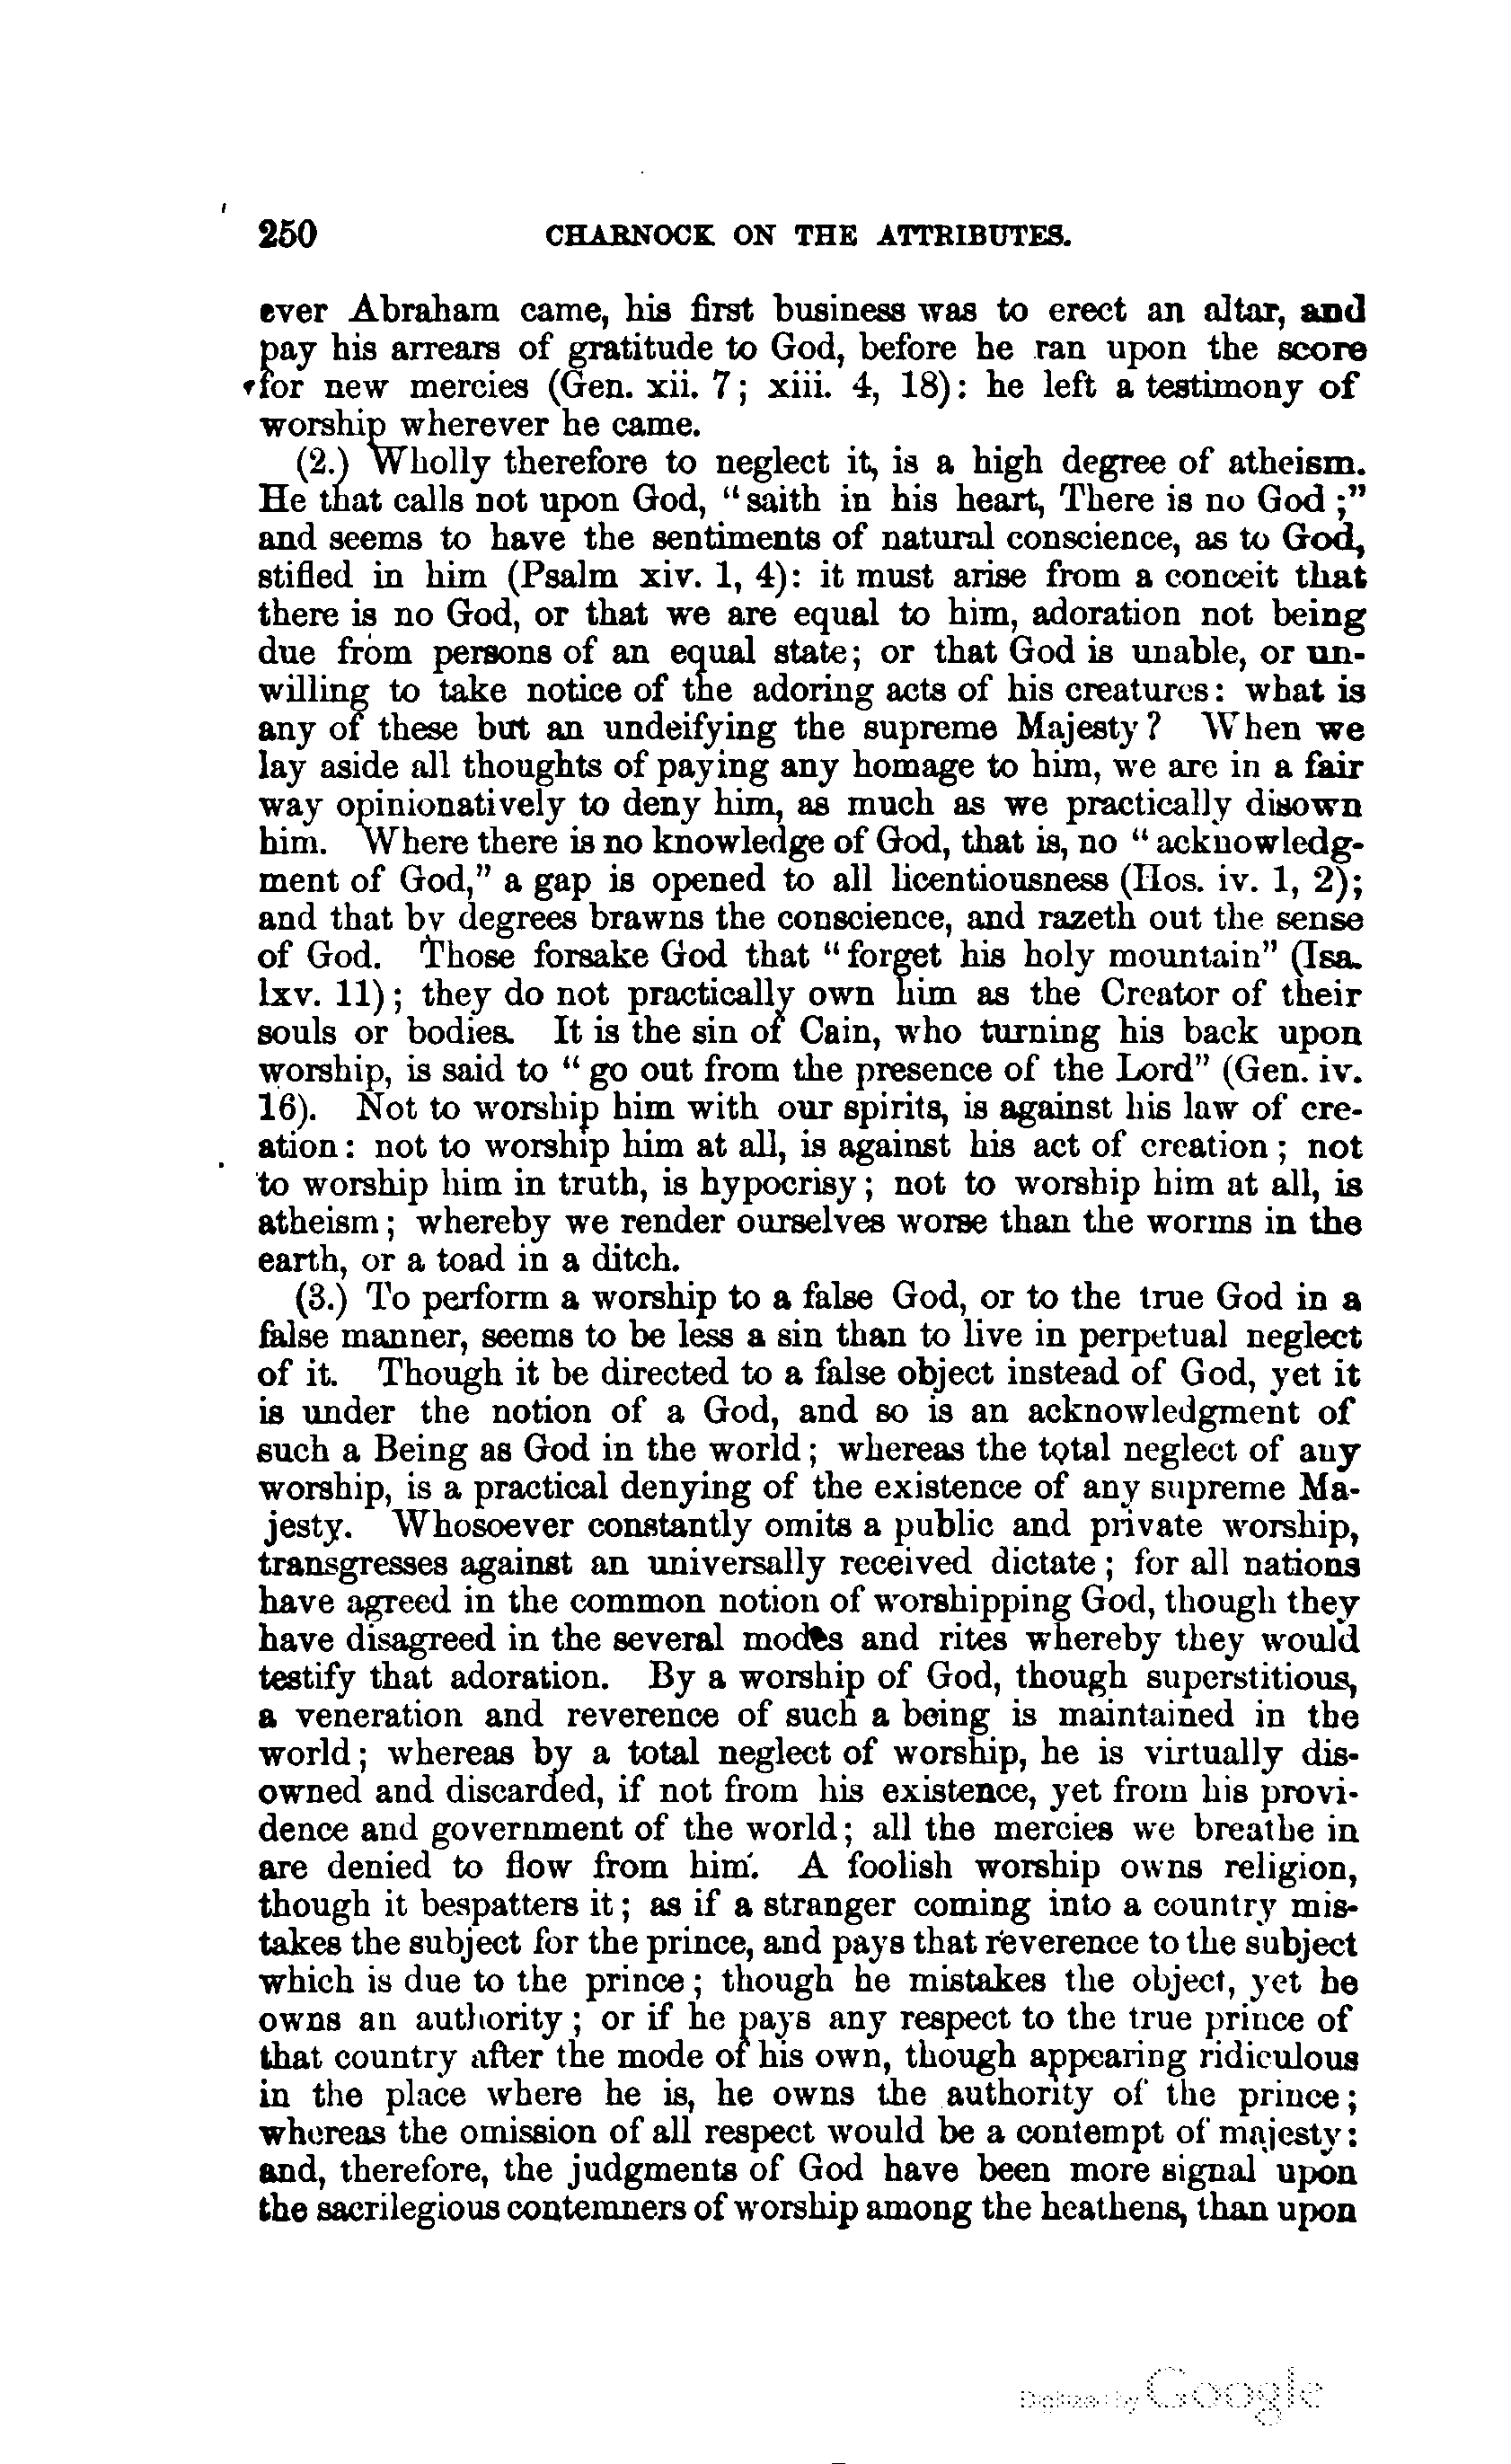 250 CHARNOCK ON THE ATTRIBUTES.
ever Abraham came, his first business was to erect an altar, and
pay his arrears of gratitude to God, before he ran upon the score
for new mercies (Gen. xii. 7; xiii. 4, 18): he left a testimony of
worship wherever he came.
(2.) Wholly therefore to neglect it, is a high degree of atheism.
He that calls not upon God, "saith in his heart, There is no God;"
and seems to have the sentiments of natural conscience, as to God,
stifled in him (Psalm xiv. 1, 4): it must arise from a conceit that
there is no God, or that we are equal to him, adoration not being
due from persons of an equal state; or that God is unable, or un-
willing to take notice of the adoring acts of his creatures: what is
any of these but an undeifying the supreme Majesty? When we
lay aside all thoughts of paying any homage to him, we are in a fair
way opinionatively to deny him, as much as we practically disown
him. Where there is no knowledge of God, that is, no "acknowledg-
ment of God," a gap is opened to all licentiousness (Hos. iv. 1, 2);
and that by degrees brawns the conscience, and razeth out the sense
of God. Those forsake God that "forget his holy mountain" (Isa.
lxv. 11); they do not practically own him as the Creator of their
souls or bodies. It is the sin of Cain, who turning his back upon
worship, is said to "go out from the presence of the Lord" (Gen. iv.
16). Not to worship him with our spirits, is against his law of cre-
ation: not to worship him at all, is against his act of creation; not
to worship him in truth, is hypocrisy; not to worship him at all, is
atheism; whereby we render ourselves worse than the worms in the
earth, or a toad in a ditch.
(3.) To perform a worship to a false God, or to the true God in a
false manner, seems to be less a sin than to live in perpetual neglect
of it. Though it be directed to a false object instead of God, yet it
is under the notion of a God, and so is an acknowledgment of
such a Being as God in the world; whereas the total neglect of any
worship, is a practical denying of the existence of any supreme Ma-
jesty. Whosoever constantly omits a public and private worship,
transgresses against an universally received dictate; for all nations
have agreed in the common notion of worshipping God, though they
have disagreed in the several modes and rites whereby they would
testify that adoration. By a worship of God, though superstitious,
a veneration and reverence of such a being is maintained in the
world; whereas by a total neglect of worship, he is virtually dis-
owned and discarded, if not from his existence, yet from his provi-
dence and government of the world; all the mercies we breathe in
are denied to flow from him. A foolish worship owns religion,
though it bespatters it; as if a stranger coming into a country mis-
takes the subject for the prince, and pays that reverence to the subject
which is due to the prince; though he mistakes the object, yet he
owns an authority; or if he pays any respect to the true prince of
that country after the mode of his own, though appearing ridiculous
in the place where he is, he owns the authority of the prince;
whereas the omission of all respect would be a contempt of majesty:
and, therefore, the judgments of God have been more signal upon
the sacrilegious contemners of worship among the heathens, than upon
Digitized by Google